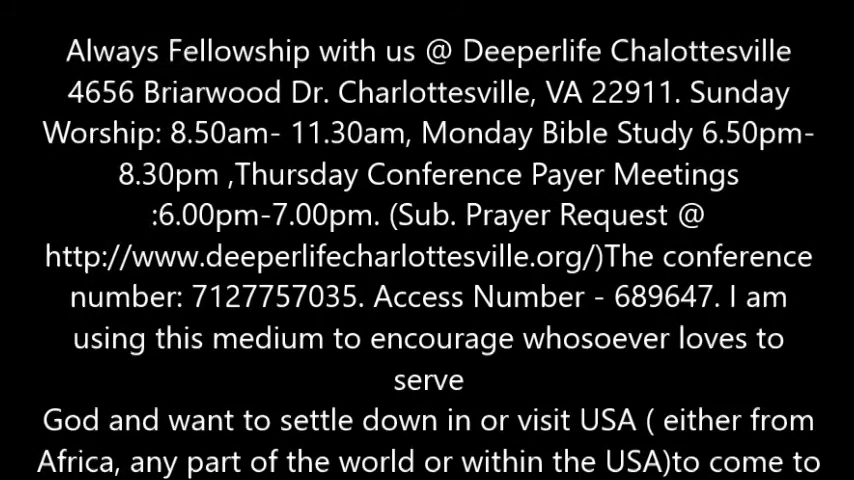 Always Fellowship with us @ Deeperlife Chalottesville
4656 Briarwood Dr. Charlottesville, VA 22911. Sunday
Worship: 8.50am- 11.30am, Monday Bible Study 6.50pm-
8.30pm ,Thursday Conference Payer Meetings
:6.00pm-7.00pm. (Sub. Prayer Request @
http://www.deeperlifecharlottesville.org/)The conference
number: 7127757035. Access Number - 689647. I am
using this medium to encourage whosoever loves to
serve
God and want to settle down in or visit USA ( either from
Africa, any part of the world or within the USA)to come to